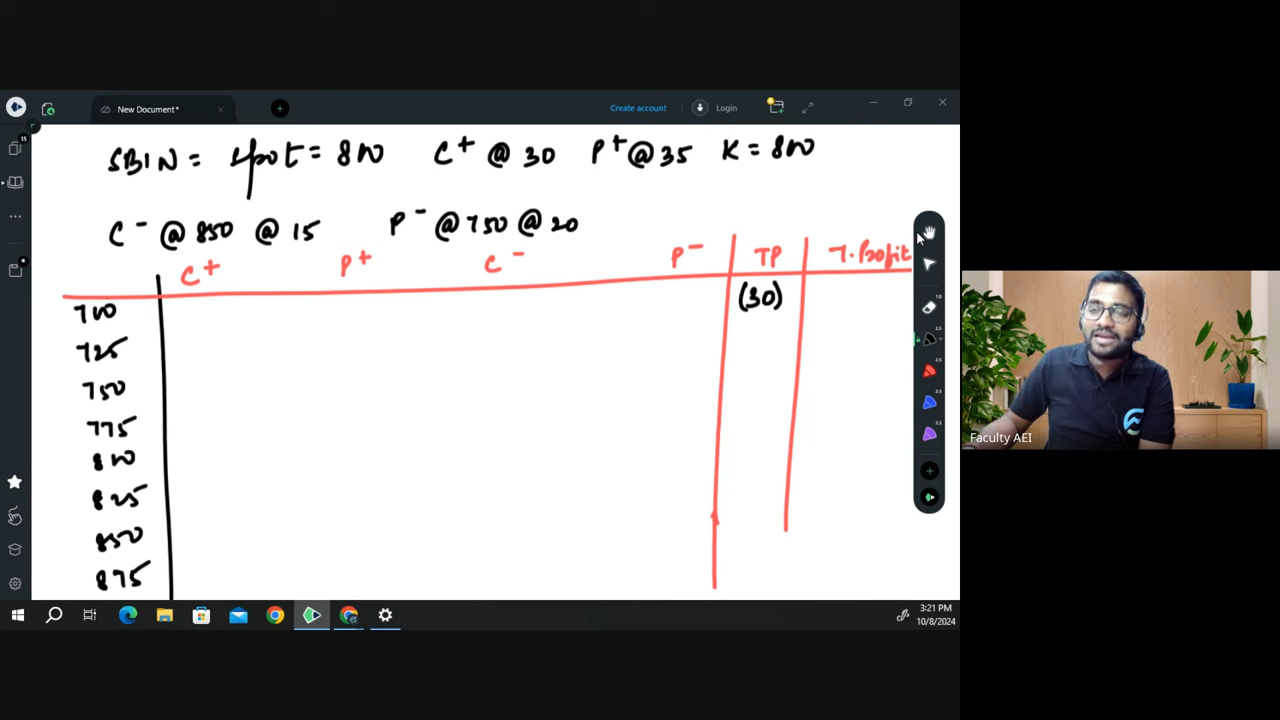 New Document*
Create account
Login
SBIN = spot = 800 C+ @ 30 P+ @ 35 K = 800
C- @ 850 @ 15 P- @ 750 @ 20
C+ P+ C- P- TP T.Profit
700 (30)
725
750
775
800
825
850
875
Faculty AEI
3:21 PM
10/8/2024